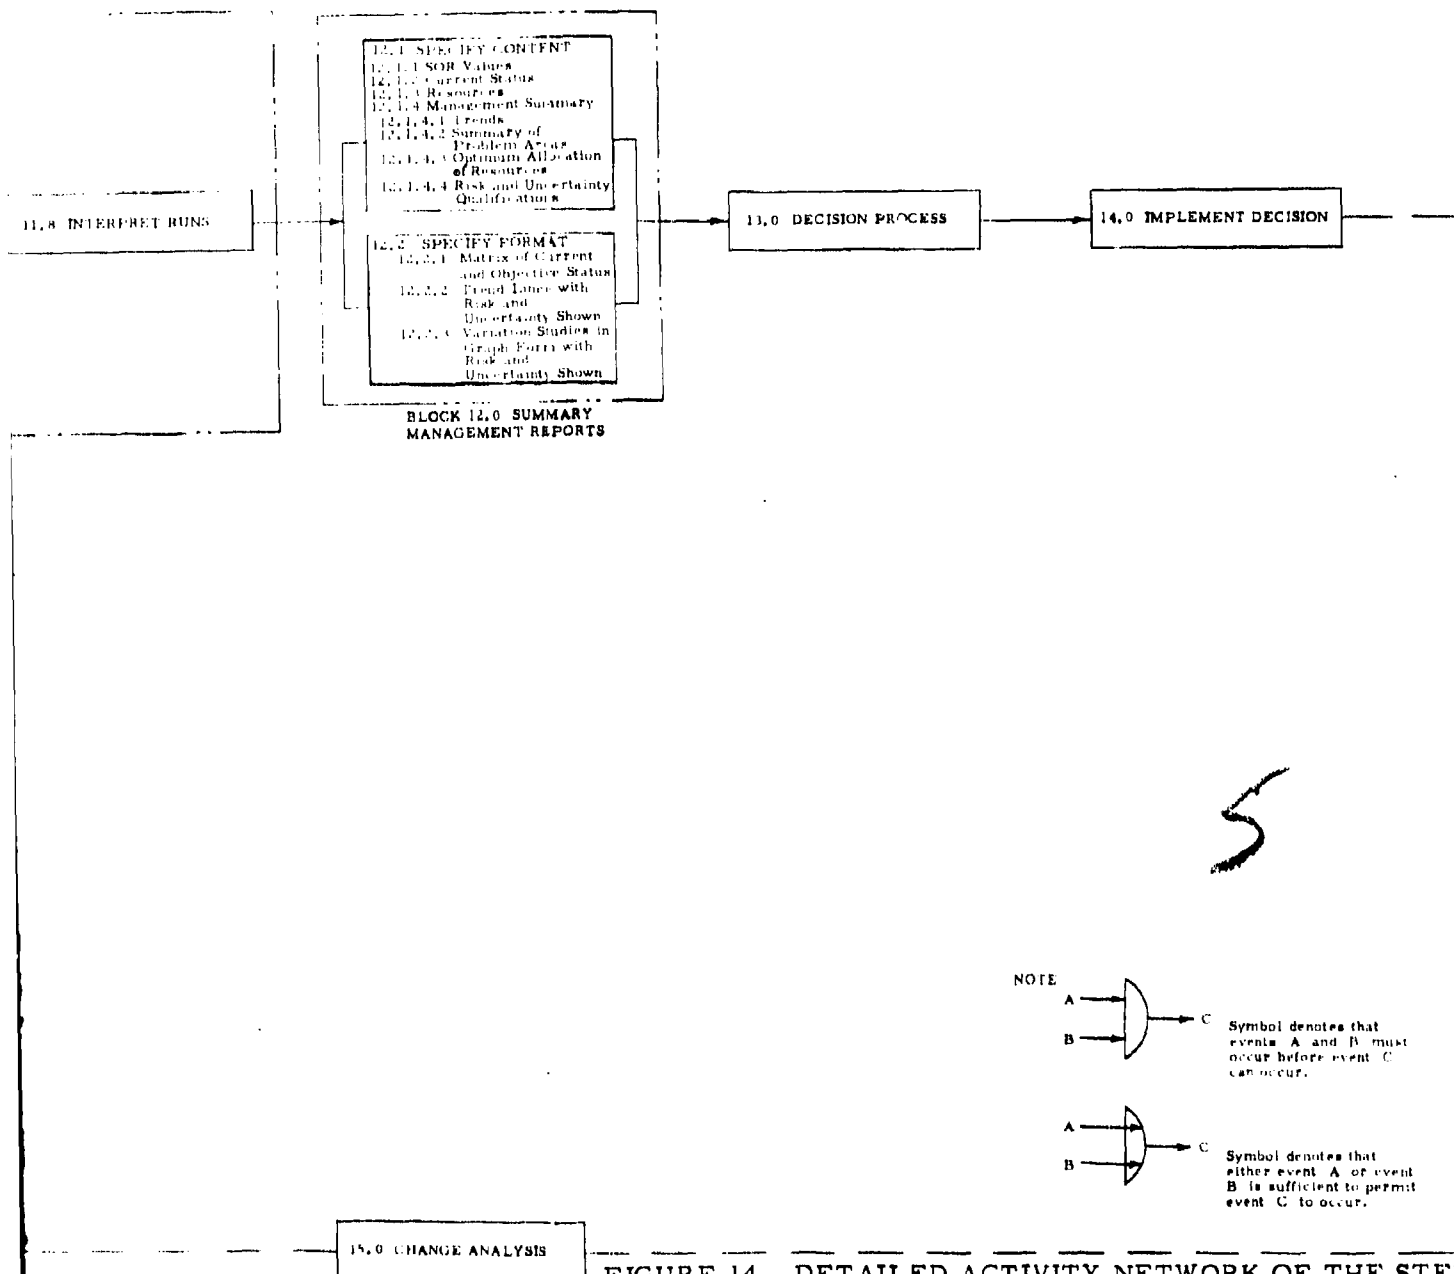 12.1 SPECIFY CONTENT
12.1.1 SOR Values
12.1.2 Current Status
12.1.3 Resources
12.1.4 Management Summary
12.1.4.1 Trends
12.1.4.2 Summary of
Problem Areas
12.1.4.3 Optimum Allocation
of Resources
12.1.4.4 Risk and Uncertainty
Qualifications
11.8 INTERPRET RUNS
13.0 DECISION PROCESS
14.0 IMPLEMENT DECISION
12.2 SPECIFY FORMAT
12.2.1 Matrix of Current
and Objective Status
12.2.2 Trend Lines with
Risk and
Uncertainty Shown
12.2.3 Variation Studies in
Graph Form with
Risk and
Uncertainty Shown
BLOCK 12.0 SUMMARY
MANAGEMENT REPORTS
5
NOTE
A
B
C
Symbol denotes that
events A and B must
occur before event C
can occur.
A
B
C
Symbol denotes that
either event A or event
B is sufficient to permit
event C to occur.
15.0 CHANGE ANALYSIS
FIGURE 14 DETAILED ACTIVITY NETWORK OF THE STE